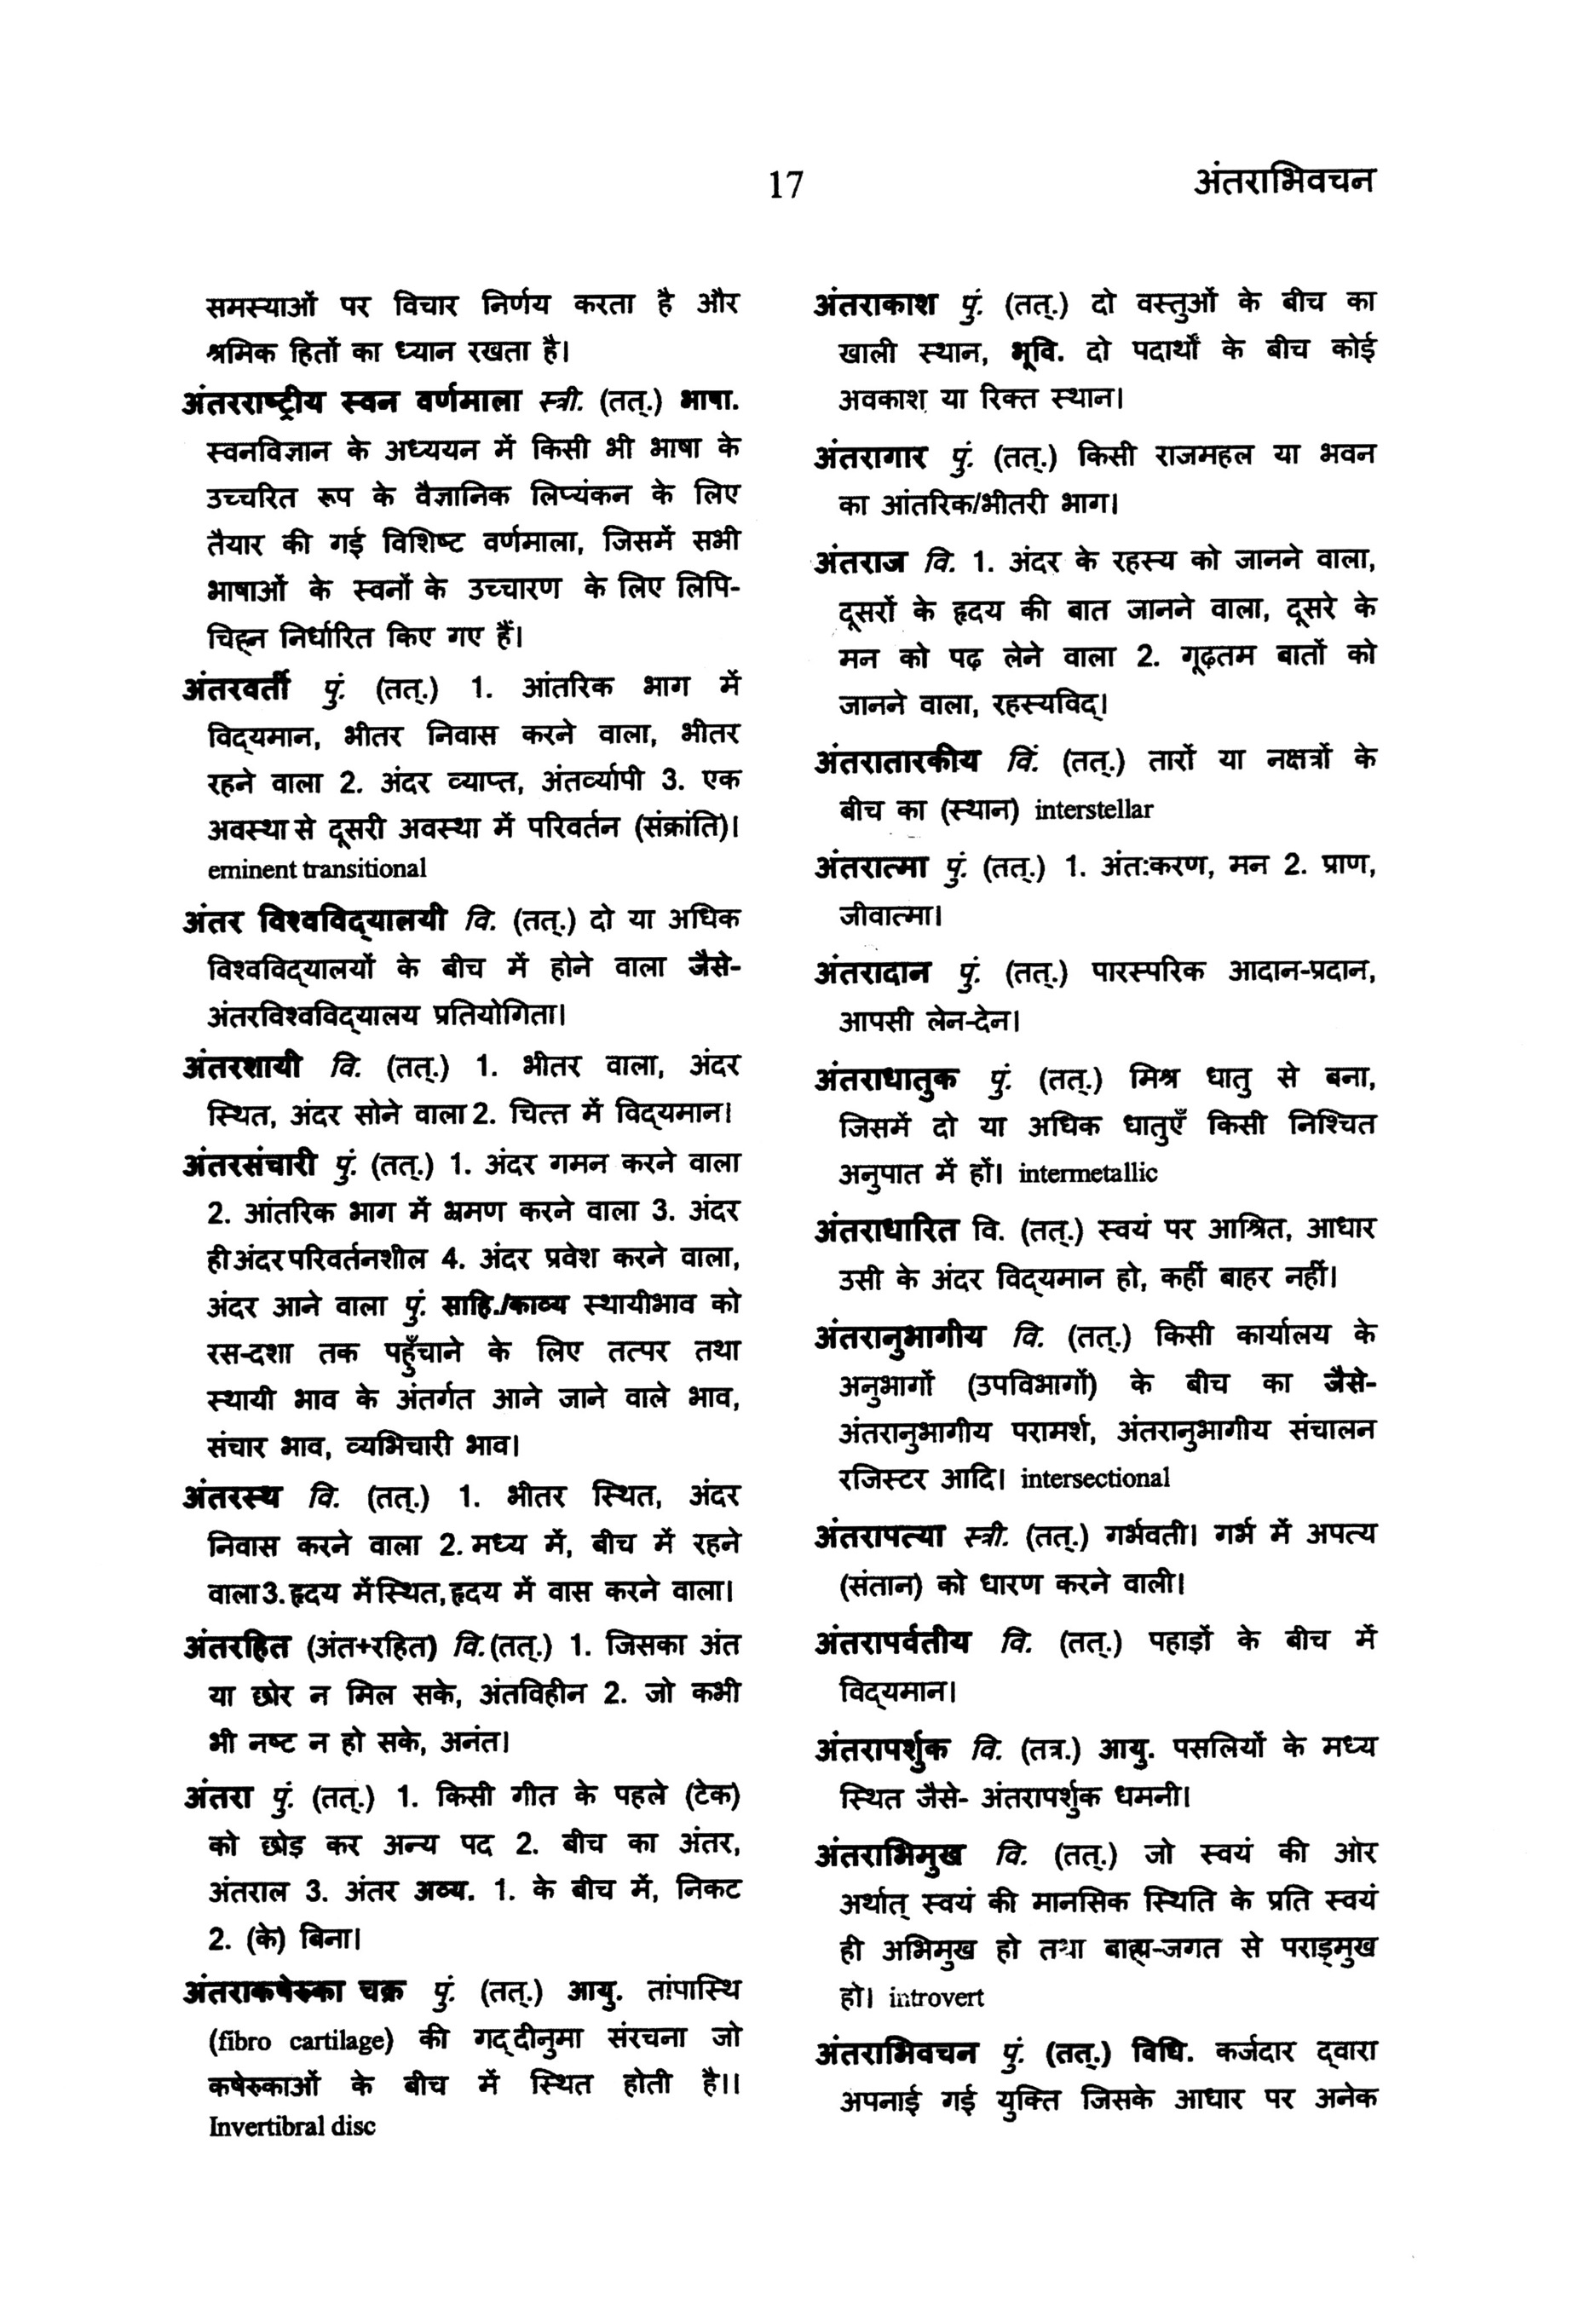 17
अंतराभिवचन
समस्याओं पर विचार निर्णय करता है और
श्रमिक हितों का ध्यान रखता है।
अंतरराष्ट्रीय स्वन वर्णमाला स्त्री. (तत्.) भाषा.
स्वनविज्ञान के अध्ययन में किसी भी भाषा के
उच्चरित रूप के वैज्ञानिक लिप्यंकन के लिए
तैयार की गई विशिष्ट वर्णमाला, जिसमें सभी
भाषाओं के स्वनों के उच्चारण के लिए लिपि-
चिह्न निर्धारित किए गए हैं।
अंतरवर्ती पुं. (तत्.) 1. आंतरिक भाग में
विद्यमान, भीतर निवास करने वाला, भीतर
रहने वाला 2. अंदर व्याप्त, अंतर्व्यापी 3. एक
अवस्था से दूसरी अवस्था में परिवर्तन (संक्रांति)।
eminent transitional
अंतर विश्वविद्यालयी वि. (तत्.) दो या अधिक
विश्वविद्यालयों के बीच में होने वाला जैसे-
अंतरविश्वविद्यालय प्रतियोगिता।
अंतरशायी वि. (तत्.) 1. भीतर वाला, अंदर
स्थित, अंदर सोने वाला 2. चित्त में विद्यमान।
अंतरसंचारी पुं. (तत्.) 1. अंदर गमन करने वाला
2. आंतरिक भाग में भ्रमण करने वाला 3. अंदर
ही अंदर परिवर्तनशील 4. अंदर प्रवेश करने वाला,
अंदर आने वाला पुं. साहि./काव्य स्थायीभाव को
रस-दशा तक पहुँचाने के लिए तत्पर तथा
स्थायी भाव के अंतर्गत आने जाने वाले भाव,
संचार भाव, व्यभिचारी भाव।
अंतरस्थ वि. (तत्.) 1. भीतर स्थित, अंदर
निवास करने वाला 2. मध्य में, बीच में रहने
वाला 3. हृदय में स्थित, हृदय में वास करने वाला।
अंतरहित (अंत+रहित) वि. (तत्.) 1. जिसका अंत
या छोर न मिल सके, अंतविहीन 2. जो कभी
भी नष्ट न हो सके, अनंत।
अंतरा पुं. (तत्.) 1. किसी गीत के पहले (टेक)
को छोड़ कर अन्य पद 2. बीच का अंतर,
अंतराल 3. अंतर अव्य. 1. के बीच में, निकट
2. (के) बिना।
अंतराकषेरुका चक्र पुं. (तत्.) आयु. तांपास्थि
(fibro cartilage) की गद्दीनुमा संरचना जो
कषेरुकाओं के बीच में स्थित होती है।।
Invertibral disc
अंतराकाश पुं. (तत्.) दो वस्तुओं के बीच का
खाली स्थान, भूवि. दो पदार्थों के बीच कोई
अवकाश या रिक्त स्थान।
अंतरागार पुं. (तत्.) किसी राजमहल या भवन
का आंतरिक/भीतरी भाग।
अंतराज वि. 1. अंदर के रहस्य को जानने वाला,
दूसरों के हृदय की बात जानने वाला, दूसरे के
मन को पढ़ लेने वाला 2. गूढ़तम बातों को
जानने वाला, रहस्यविद्।
अंतरातारकीय विं. (तत्.) तारों या नक्षत्रों के
बीच का (स्थान) interstellar
अंतरात्मा पुं. (तत्.) 1. अंत:करण, मन 2. प्राण,
जीवात्मा।
अंतरादान पुं. (तत्.) पारस्परिक आदान-प्रदान,
आपसी लेन-देन।
अंतराधातुक पुं. (तत्.) मिश्र धातु से बना,
जिसमें दो या अधिक धातुएँ किसी निश्चित
अनुपात में हों। intermetallic
अंतराधारित वि. (तत्.) स्वयं पर आश्रित, आधार
उसी के अंदर विद्यमान हो, कहीं बाहर नहीं।
अंतरानुभागीय वि. (तत्.) किसी कार्यालय के
अनुभागों (उपविभागों) के बीच का जैसे-
अंतरानुभागीय परामर्श, अंतरानुभागीय संचालन
रजिस्टर आदि। intersectional
अंतरापत्या स्त्री. (तत्.) गर्भवती। गर्भ में अपत्य
(संतान) को धारण करने वाली।
अंतरापर्वतीय वि. (तत्.) पहाड़ों के बीच में
विद्यमान।
अंतरापर्शुक वि. (तत्र.) आयु. पसलियों के मध्य
स्थित जैसे- अंतरापर्शुक धमनी।
अंतराभिमुख वि. (तत्.) जो स्वयं की ओर
अर्थात् स्वयं की मानसिक स्थिति के प्रति स्वयं
ही अभिमुख हो तथा बाह्य-जगत से पराङ्मुख
हो। introvert
अंतराभिवचन पुं. (तत्.) विधि. कर्जदार द्वारा
अपनाई गई युक्ति जिसके आधार पर अनेक